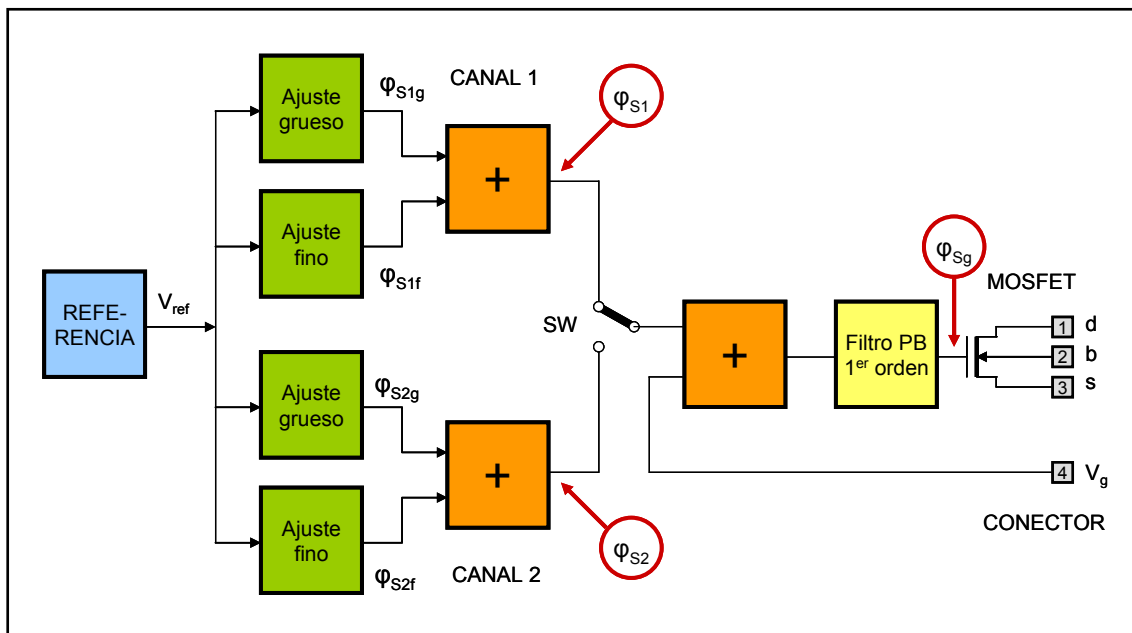 REFE-
RENCIA
Vref
Ajuste
grueso
φS1g
CANAL 1
Ajuste
fino
φS1f
+
φS1
Ajuste
grueso
φS2g
Ajuste
fino
φS2f
+
CANAL 2
φS2
SW
+
Filtro PB
1er orden
φSg
MOSFET
1 d
2 b
3 s
4 Vg
CONECTOR